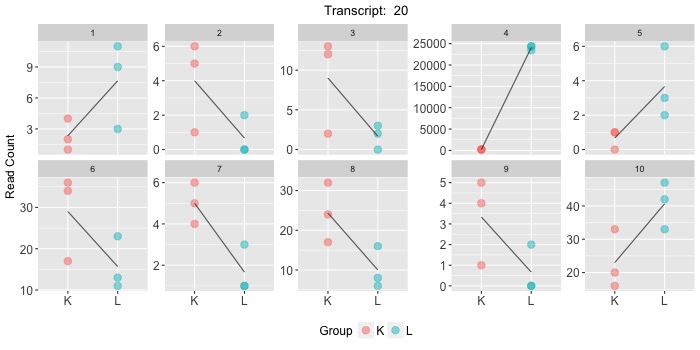 Transcript: 20
1 2 3 4 5
9 6 3
6 4 2 0
10 5 0
25000 20000 15000 10000 5000 0
6 4 2 0
Read Count
6 7 8 9 10
30 20 10
6 4 2
30 20 10
5 4 3 2 1 0
40 30 20
K L K L K L K L K L
Group K L